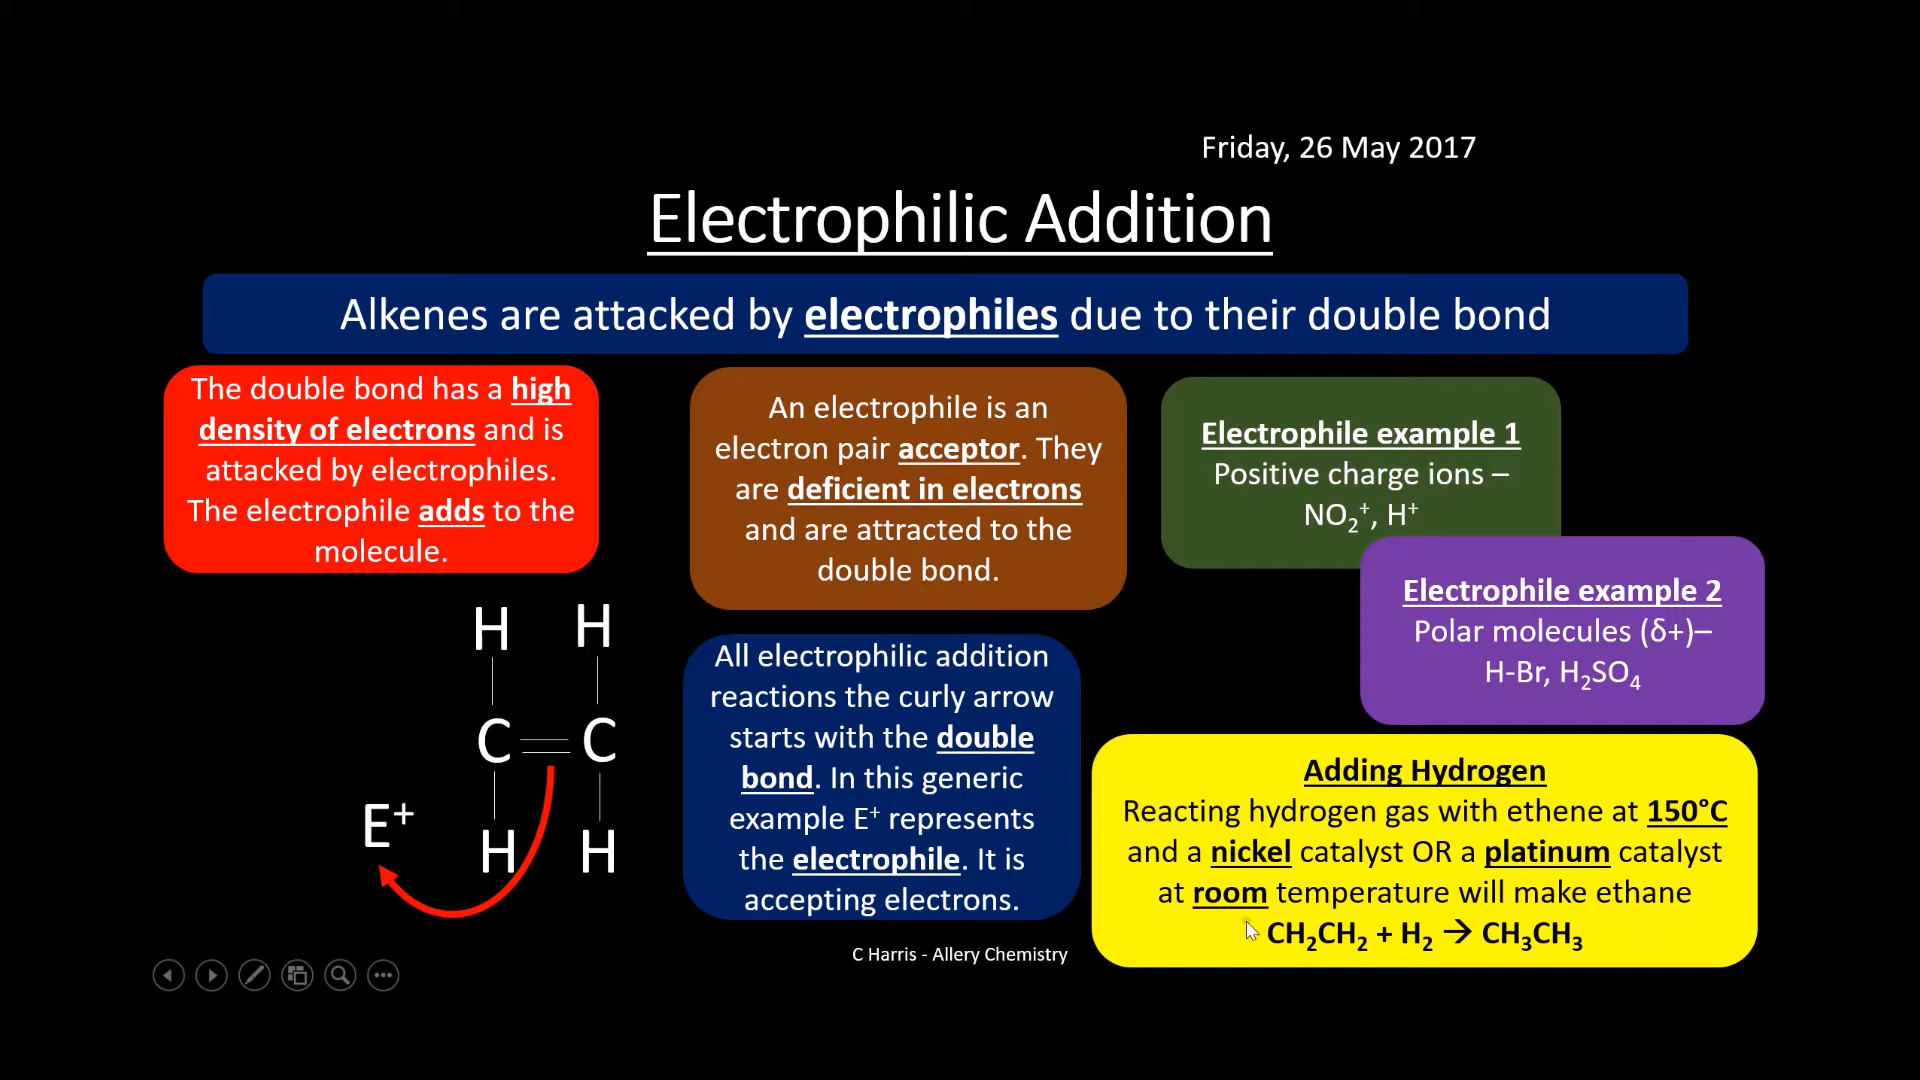 Friday, 26 May 2017
Electrophilic Addition
Alkenes are attacked by electrophiles due to their double bond
The double bond has a high
density of electrons and is
attacked by electrophiles.
The electrophile adds to the
molecule.
An electrophile is an
electron pair acceptor. They
are deficient in electrons
and are attracted to the
double bond.
Electrophile example 1
Positive charge ions –
NO₂⁺, H⁺
Electrophile example 2
Polar molecules (δ+)–
H-Br, H₂SO₄
H H
C C
E⁺
H H
All electrophilic addition
reactions the curly arrow
starts with the double
bond. In this generic
example E⁺ represents
the electrophile. It is
accepting electrons.
Adding Hydrogen
Reacting hydrogen gas with ethene at 150°C
and a nickel catalyst OR a platinum catalyst
at room temperature will make ethane
CH₂CH₂ + H₂ → CH₃CH₃
C Harris - Allery Chemistry